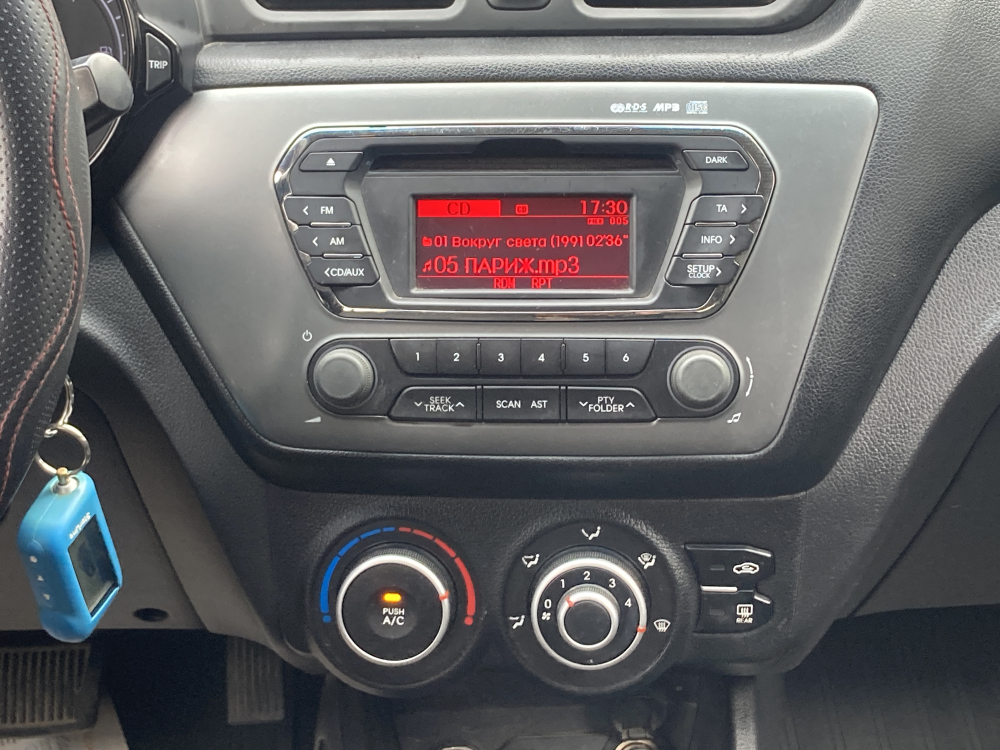 TRIP
R·D·S MP3
DARK
FM
TA
AM
INFO
CD/AUX
SETUP
CLOCK
CD 17:30
005
01 Вокруг света (1991 02'36"
05 ПАРИЖ.mp3
RDM RPT
1 2 3 4 5 6
SEEK
TRACK
SCAN AST
PTY
FOLDER
PUSH
A/C
0 1 2 3 4
REAR